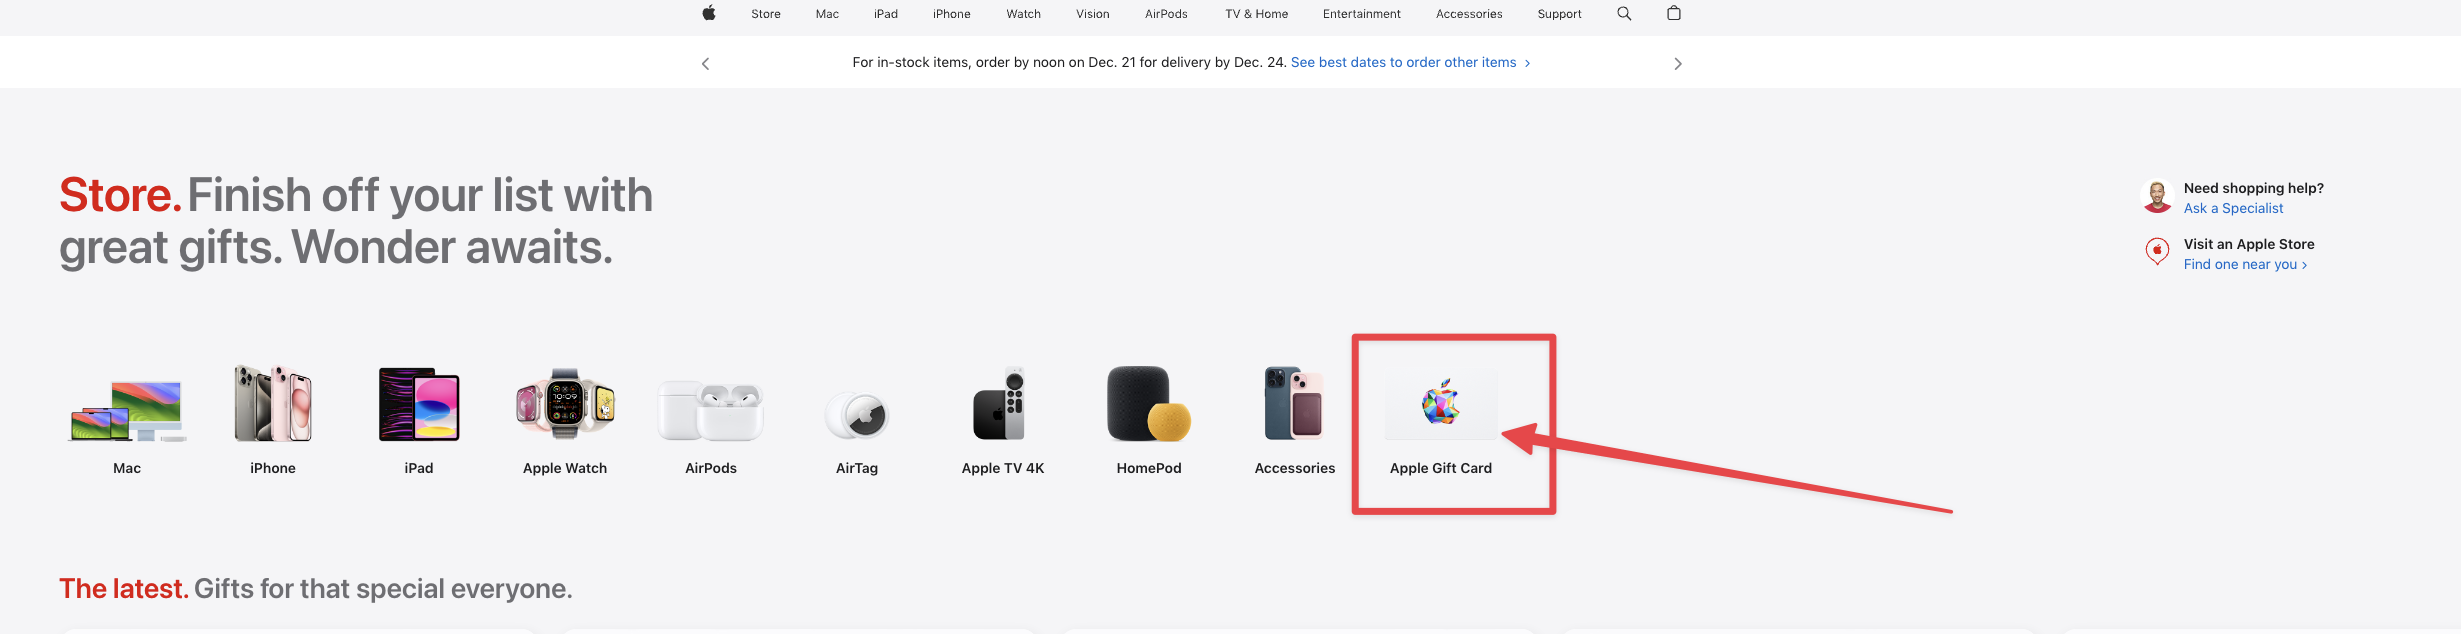 Store Mac iPad iPhone Watch Vision AirPods TV & Home Entertainment Accessories Support
For in-stock items, order by noon on Dec. 21 for delivery by Dec. 24. See best dates to order other items >
Store. Finish off your list with
great gifts. Wonder awaits.
Need shopping help?
Ask a Specialist
Visit an Apple Store
Find one near you >
Mac iPhone iPad Apple Watch AirPods AirTag Apple TV 4K HomePod Accessories Apple Gift Card
The latest. Gifts for that special everyone.